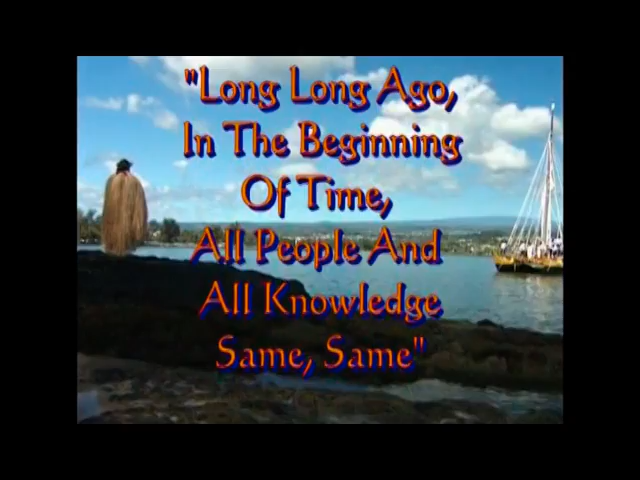 "Long Long Ago,
In The Beginning
Of Time,
All People And
All Knowledge
Same, Same"